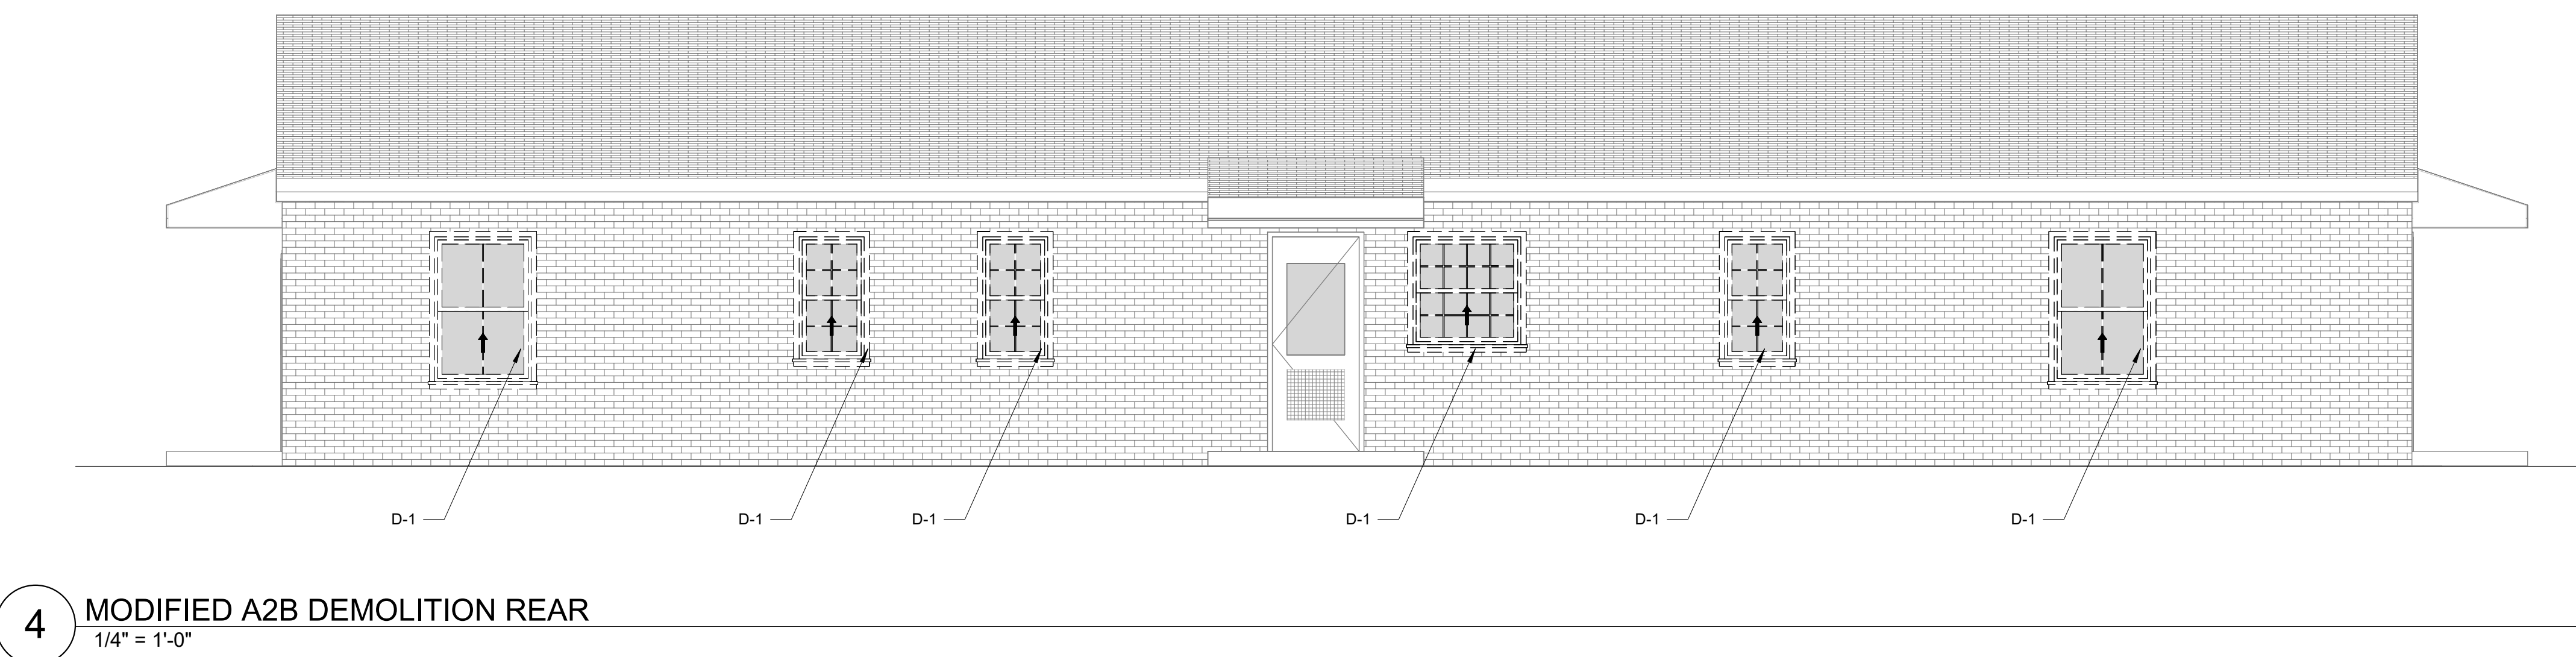 D-1
D-1
D-1
D-1
D-1
D-1
4
MODIFIED A2B DEMOLITION REAR
1/4" = 1'-0"